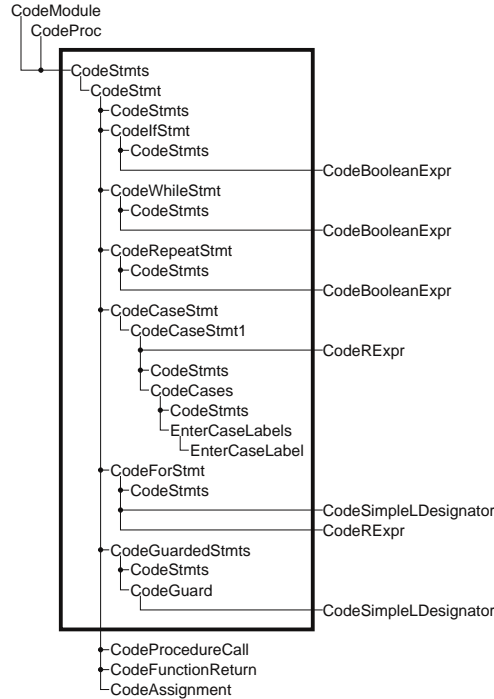 CodeModule
CodeProc
CodeStmts
CodeStmt
CodeStmts
CodeIfStmt
CodeStmts
CodeBooleanExpr
CodeWhileStmt
CodeStmts
CodeBooleanExpr
CodeRepeatStmt
CodeStmts
CodeBooleanExpr
CodeCaseStmt
CodeCaseStmt1
CodeRExpr
CodeStmts
CodeCases
CodeStmts
EnterCaseLabels
EnterCaseLabel
CodeForStmt
CodeStmts
CodeSimpleLDesignator
CodeRExpr
CodeGuardedStmts
CodeStmts
CodeGuard
CodeSimpleLDesignator
CodeProcedureCall
CodeFunctionReturn
CodeAssignment